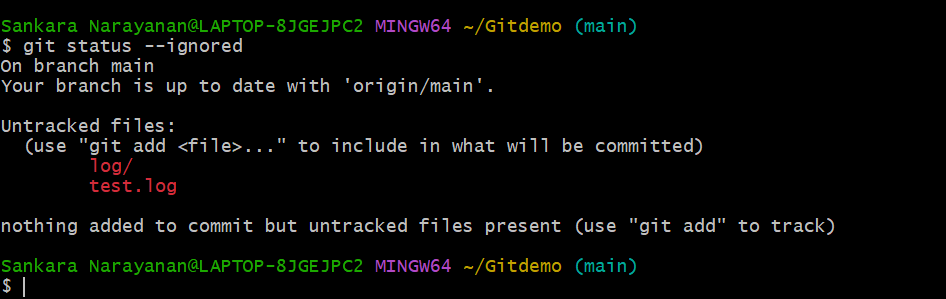 Sankara Narayanan@LAPTOP-8JGEJPC2 MINGW64 ~/Gitdemo (main)
$ git status --ignored
On branch main
Your branch is up to date with 'origin/main'.

Untracked files:
  (use "git add <file>..." to include in what will be committed)
        log/
        test.log

nothing added to commit but untracked files present (use "git add" to track)

Sankara Narayanan@LAPTOP-8JGEJPC2 MINGW64 ~/Gitdemo (main)
$